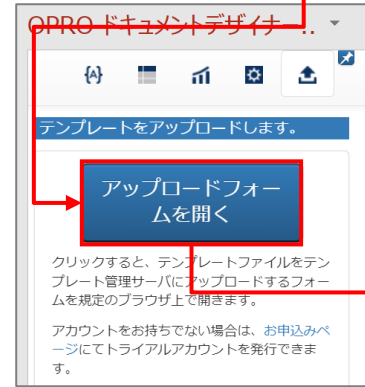 OPRO ドキュメントデザイナー..
{A}
テンプレートをアップロードします。
アップロードフォー
ムを開く
クリックすると、テンプレートファイルをテン
プレート管理サーバにアップロードするフォー
ムを規定のブラウザ上で開きます。
アカウントをお持ちでない場合は、お申込みペ
ージにてトライアルアカウントを発行できま
す。